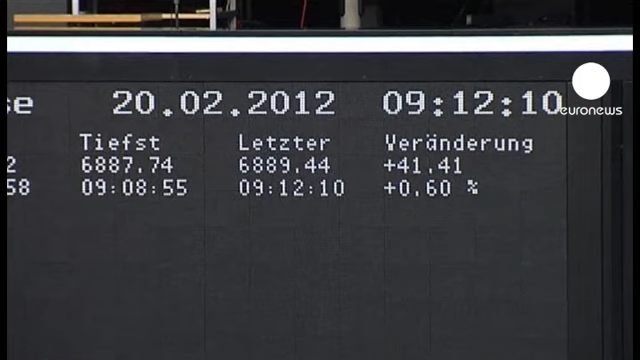 se 20.02.2012 09:12:10
euronews
Tiefst Letzter Veränderung
2 6887.74 6889.44 +41.41
58 09:08:55 09:12:10 +0.60 %